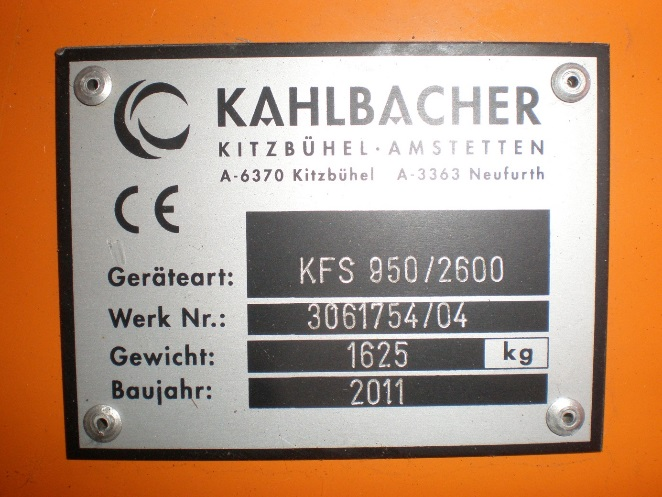 KAHLBACHER
KITZBÜHEL · AMSTETTEN
A-6370 Kitzbühel A-3363 Neufurth
CE
Geräteart: KFS 950/2600
Werk Nr.: 3061754/04
Gewicht: 1625 kg
Baujahr: 2011